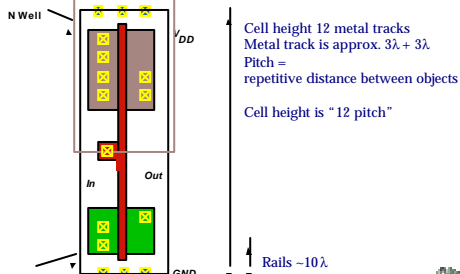 N Well
VDD
Cell height 12 metal tracks
Metal track is approx. 3λ + 3λ
Pitch =
repetitive distance between objects
Cell height is “12 pitch”
In
Out
Rails ~10λ
GND